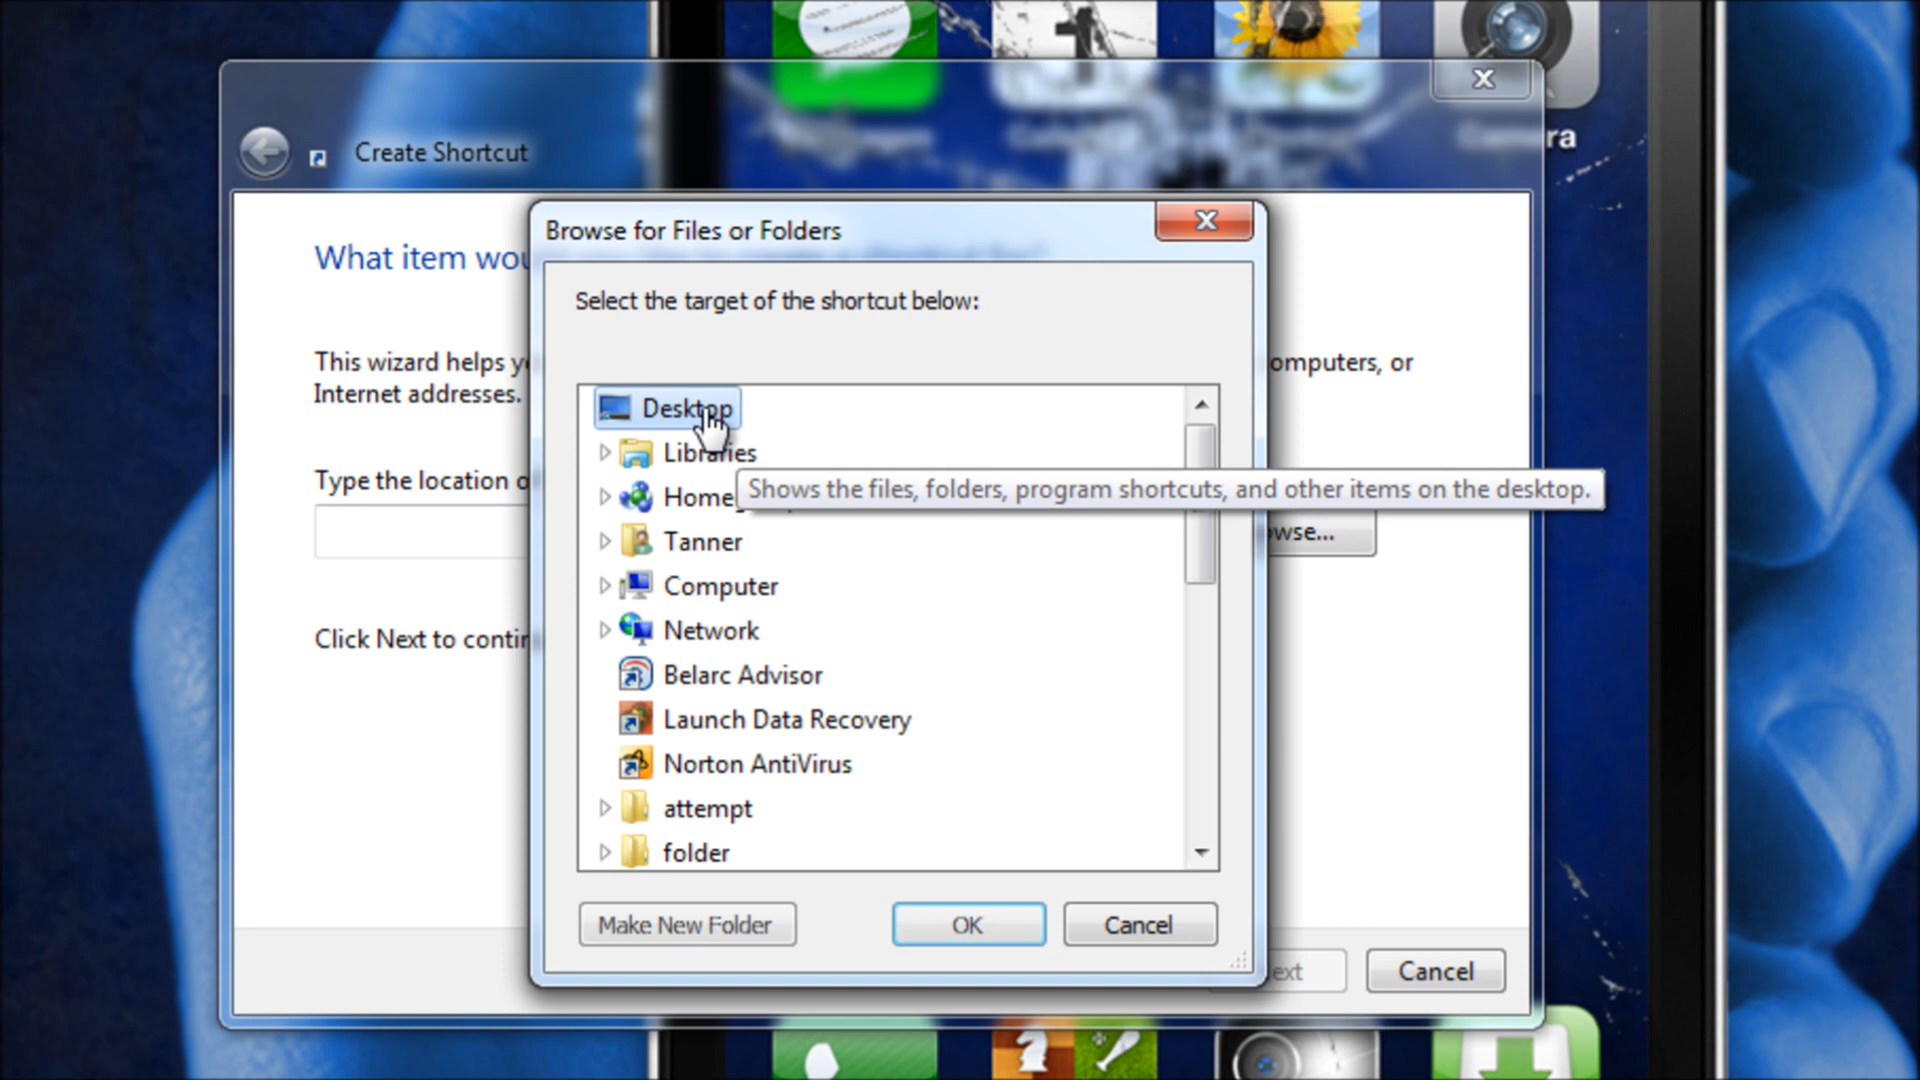 ra
Create Shortcut
Browse for Files or Folders
What item wou
Select the target of the shortcut below:
This wizard helps y
omputers, or
Internet addresses.
Desktop
Libraries
Type the location o
Shows the files, folders, program shortcuts, and other items on the desktop.
Home
Tanner
owse...
Computer
Network
Click Next to contin
Belarc Advisor
Launch Data Recovery
Norton AntiVirus
attempt
folder
Make New Folder
OK
Cancel
ext
Cancel